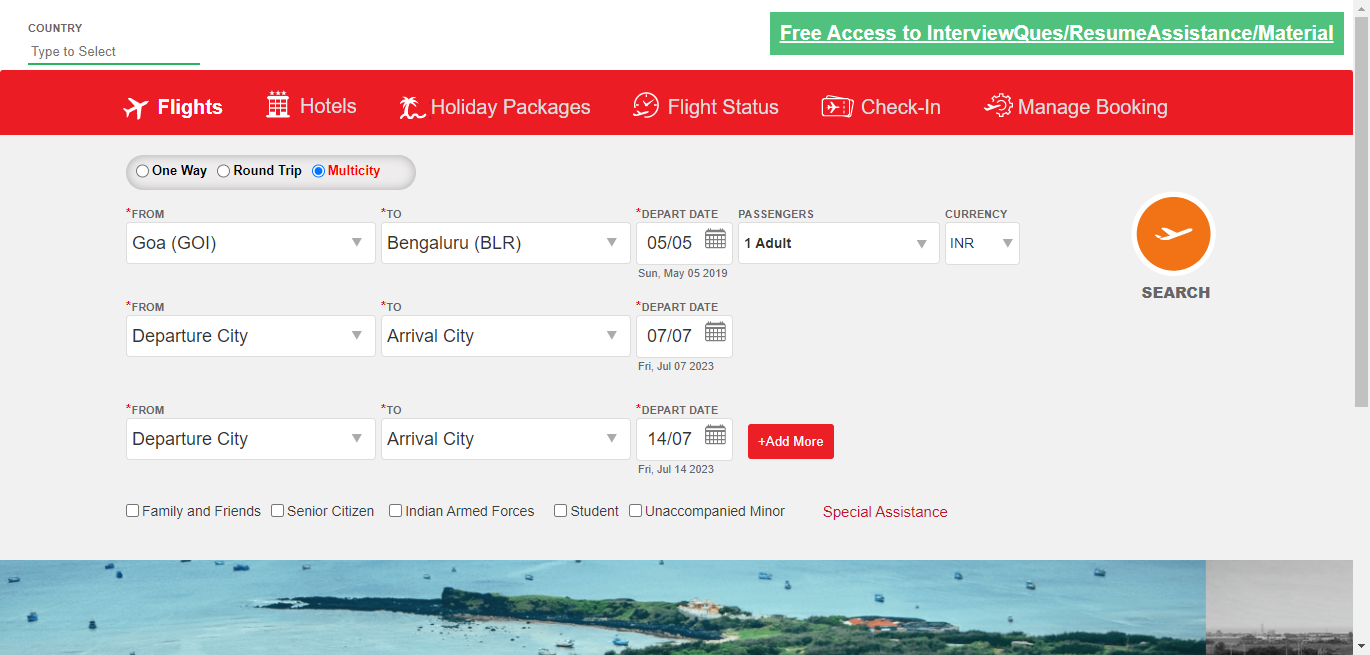 COUNTRY
Type to Select
Free Access to InterviewQues/ResumeAssistance/Material
Flights Hotels Holiday Packages Flight Status Check-In Manage Booking
One Way Round Trip Multicity
*FROM *TO *DEPART DATE PASSENGERS CURRENCY
Goa (GOI) Bengaluru (BLR) 05/05 1 Adult INR
Sun, May 05 2019
SEARCH
*FROM *TO *DEPART DATE
Departure City Arrival City 07/07
Fri, Jul 07 2023
*FROM *TO *DEPART DATE
Departure City Arrival City 14/07 +Add More
Fri, Jul 14 2023
Family and Friends Senior Citizen Indian Armed Forces Student Unaccompanied Minor Special Assistance